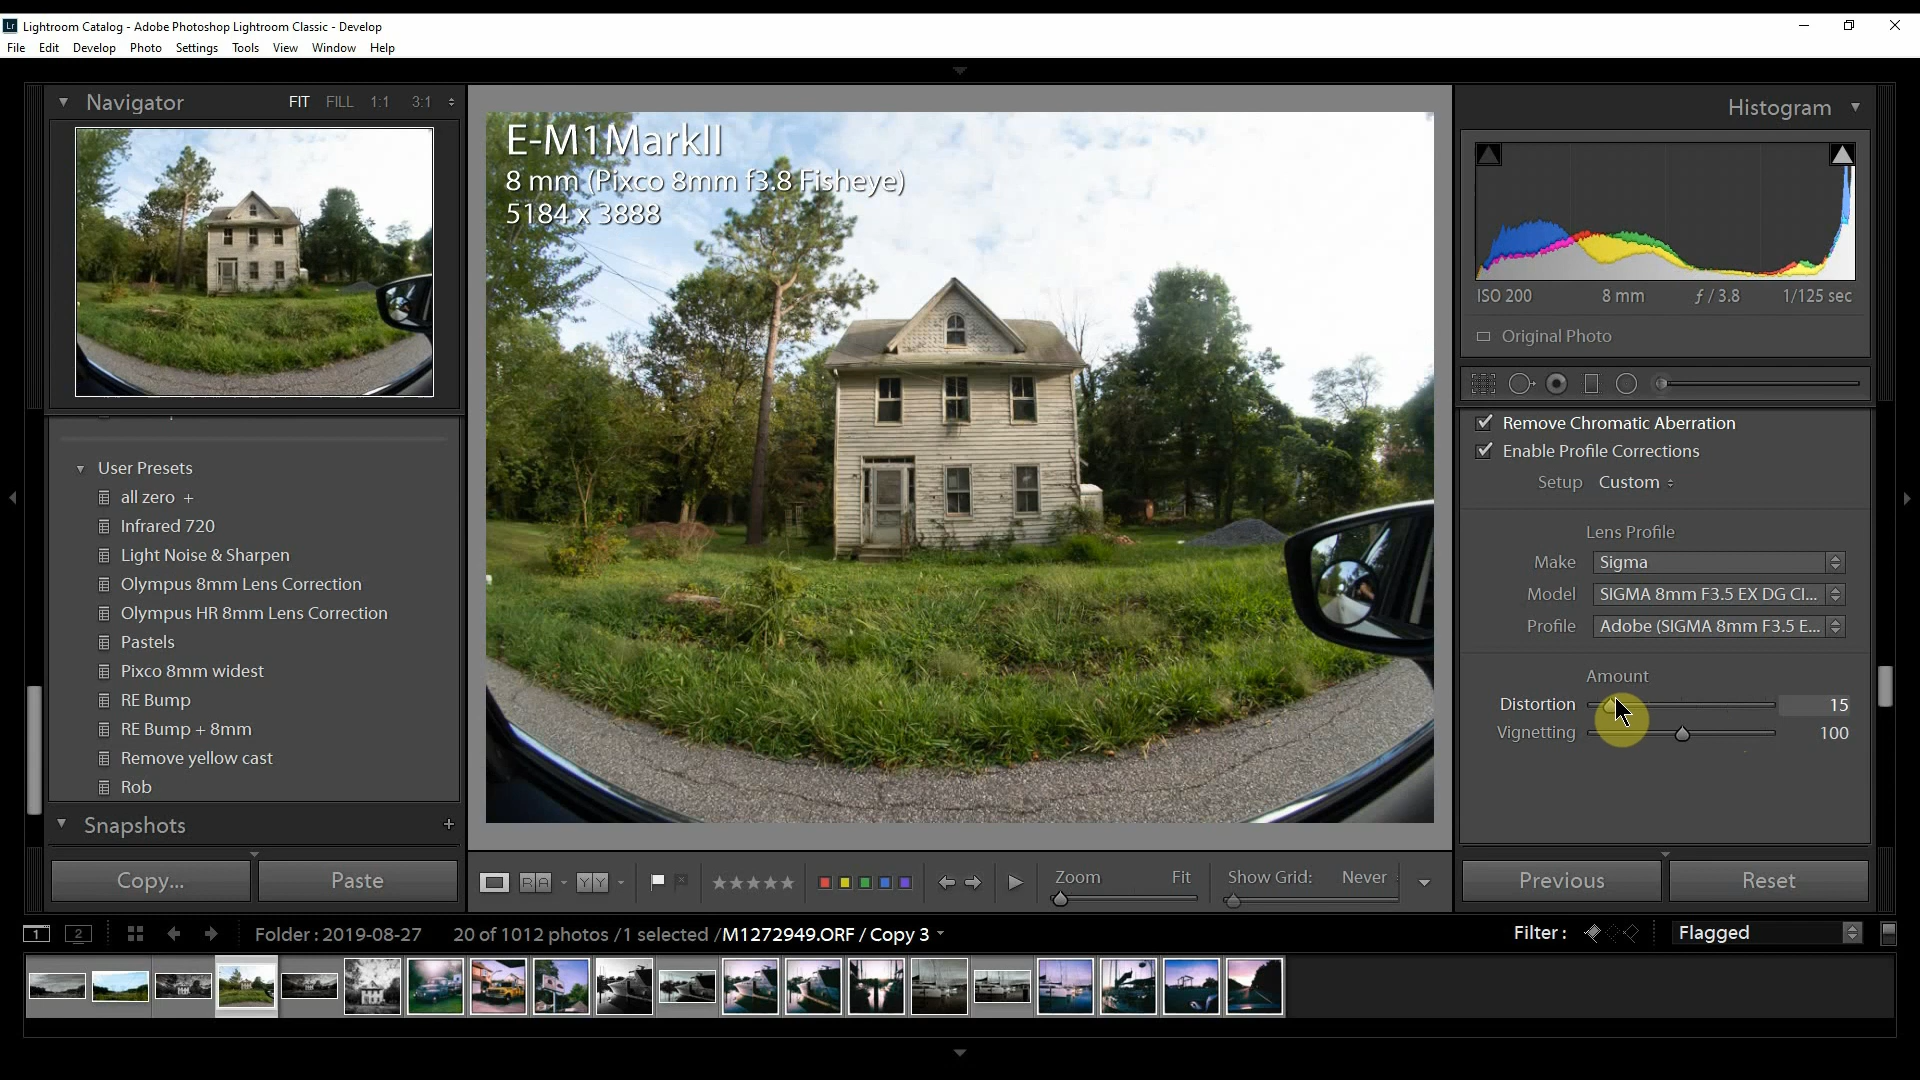 Lr Lightroom Catalog - Adobe Photoshop Lightroom Classic - Develop
File Edit Develop Photo Settings Tools View Window Help
Navigator FIT FILL 1:1 3:1
User Presets
all zero +
Infrared 720
Light Noise & Sharpen
Olympus 8mm Lens Correction
Olympus HR 8mm Lens Correction
Pastels
Pixco 8mm widest
RE Bump
RE Bump + 8mm
Remove yellow cast
Rob
Snapshots +
Copy... Paste
E-M1MarkII
8 mm (Pixco 8mm f3.8 Fisheye)
5184 x 3888
RA YY Zoom Fit Show Grid: Never
Histogram
ISO 200 8 mm ƒ / 3.8 1/125 sec
Original Photo
Remove Chromatic Aberration
Enable Profile Corrections
Setup Custom
Lens Profile
Make Sigma
Model SIGMA 8mm F3.5 EX DG CI...
Profile Adobe (SIGMA 8mm F3.5 E...
Amount
Distortion 15
Vignetting 100
Previous Reset
1 2 Folder : 2019-08-27 20 of 1012 photos / 1 selected / M1272949.ORF / Copy 3 Filter : Flagged